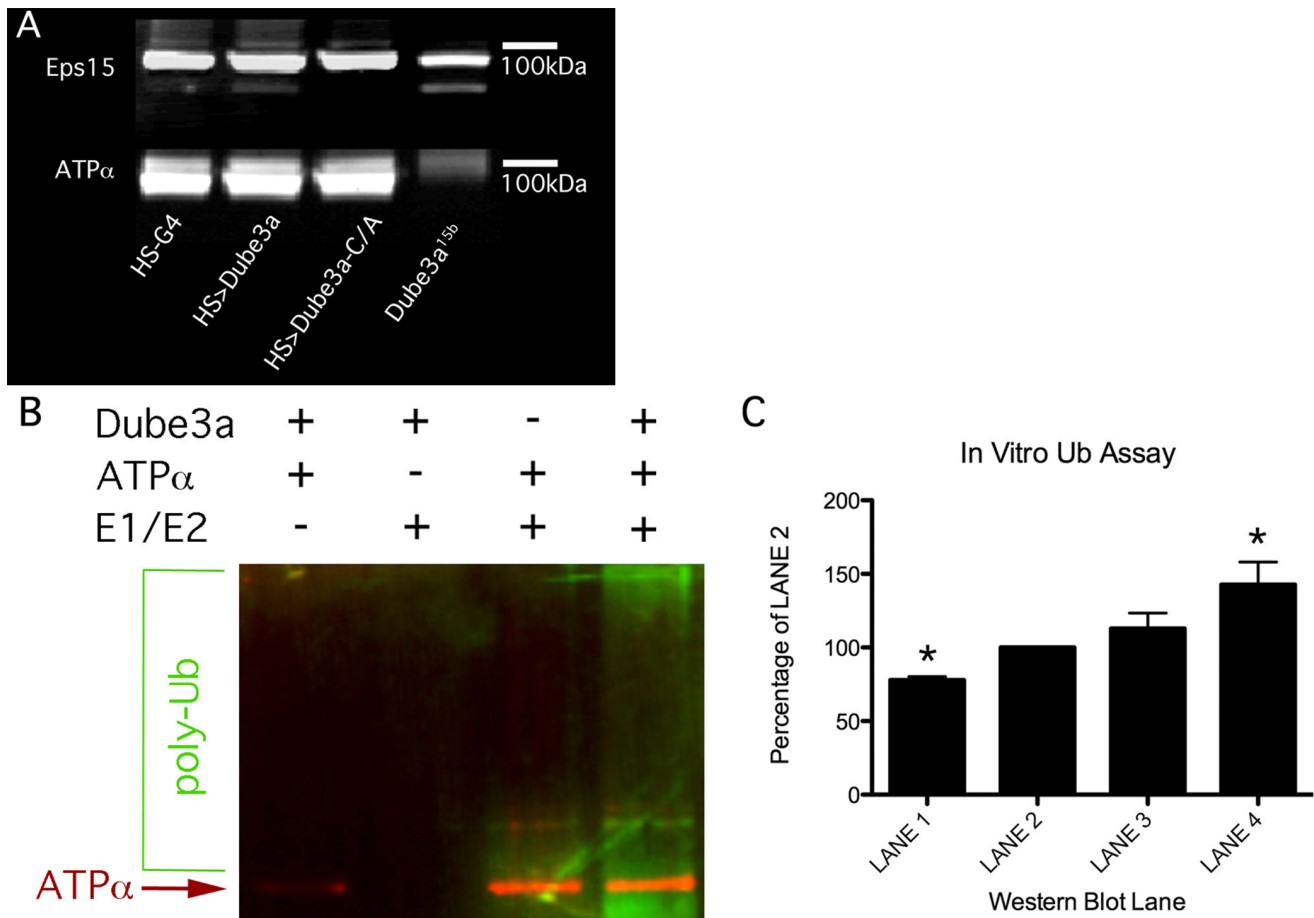 A
Eps15
100kDa
ATPα
100kDa
HS-G4
HS>Dube3a
HS>Dube3a-C/A
Dube3a15b
B
Dube3a + + - +
ATPα + - + +
E1/E2 - + + +
poly-Ub
ATPα
C
In Vitro Ub Assay
Percentage of LANE 2
200
150
100
50
0
*
*
LANE 1
LANE 2
LANE 3
LANE 4
Western Blot Lane